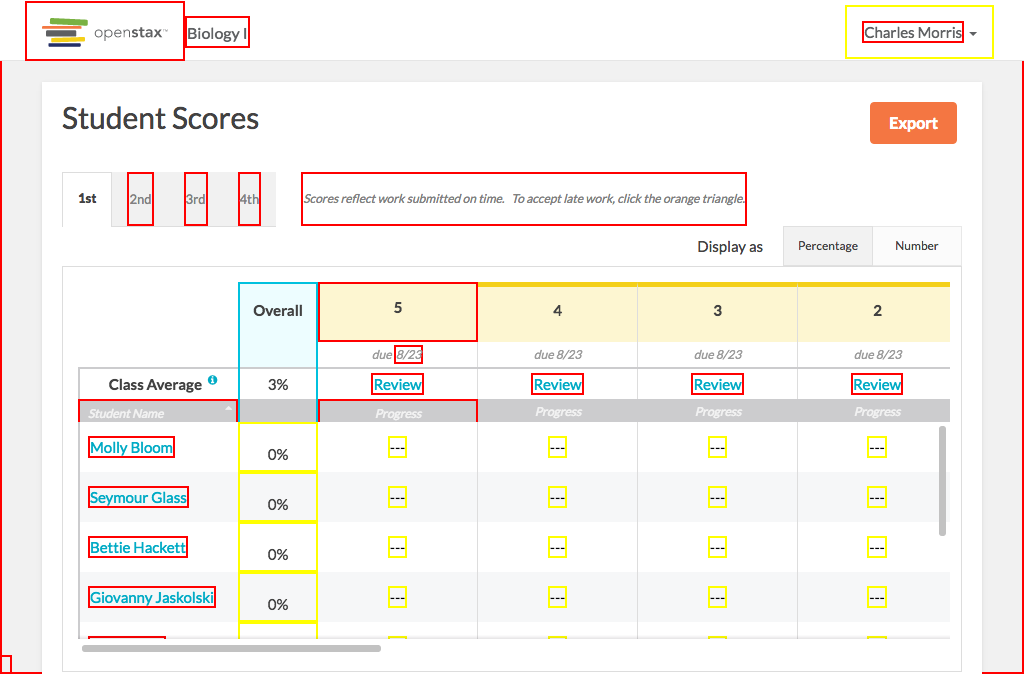 openstax™ Biology I Charles Morris
Student Scores
Export
1st 2nd 3rd 4th Scores reflect work submitted on time. To accept late work, click the orange triangle.
Display as Percentage Number
Overall 5 4 3 2
due 8/23 due 8/23 due 8/23 due 8/23
Class Average 3% Review Review Review Review
Student Name Progress Progress Progress Progress
Molly Bloom 0% --- --- --- ---
Seymour Glass 0% --- --- --- ---
Bettie Hackett 0% --- --- --- ---
Giovanny Jaskolski 0% --- --- --- ---